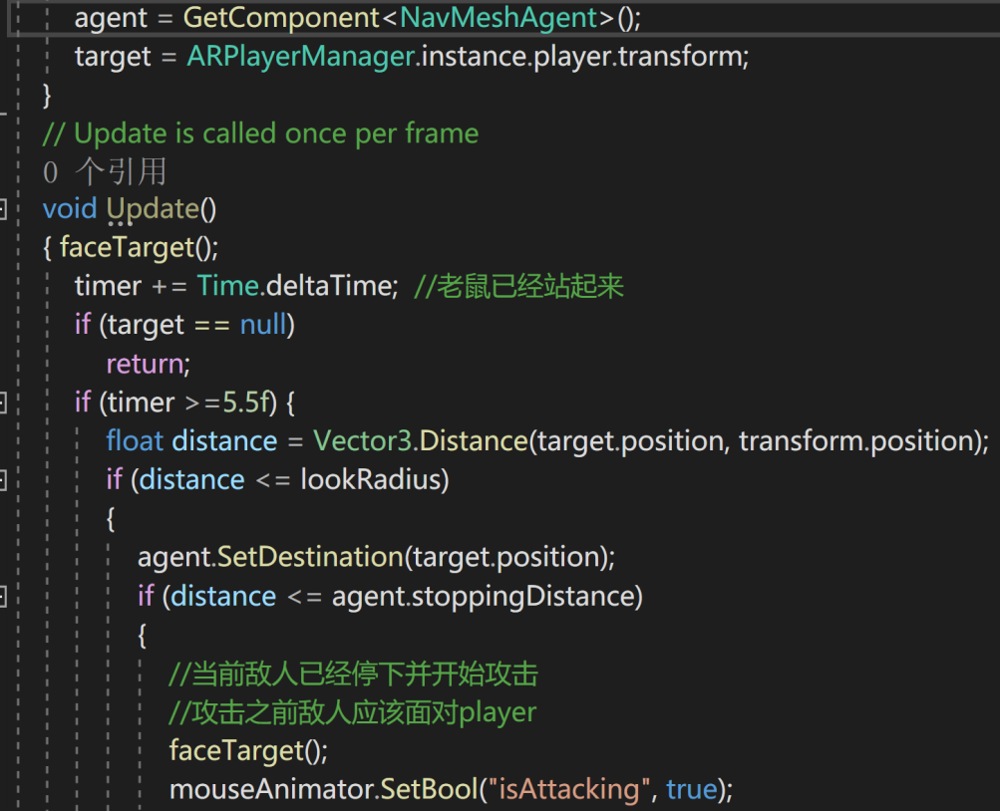 agent = GetComponent<NavMeshAgent>();
target = ARPlayerManager.instance.player.transform;
}
// Update is called once per frame
0 个引用
void Update()
{ faceTarget();
timer += Time.deltaTime; //老鼠已经站起来
if (target == null)
return;
if (timer >=5.5f) {
float distance = Vector3.Distance(target.position, transform.position);
if (distance <= lookRadius)
{
agent.SetDestination(target.position);
if (distance <= agent.stoppingDistance)
{
//当前敌人已经停下并开始攻击
//攻击之前敌人应该面对player
faceTarget();
mouseAnimator.SetBool("isAttacking", true);